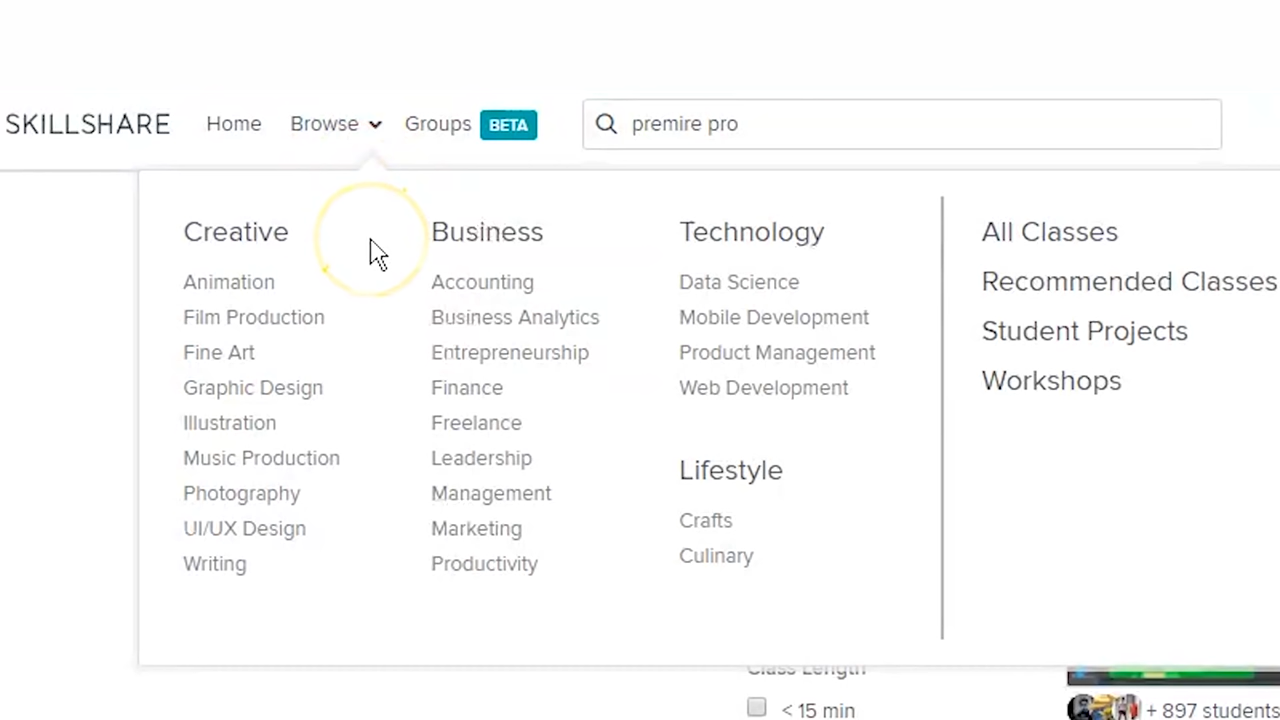 SKILLSHARE Home Browse Groups BETA premire pro
Creative
Animation
Film Production
Fine Art
Graphic Design
Illustration
Music Production
Photography
UI/UX Design
Writing
Business
Accounting
Business Analytics
Entrepreneurship
Finance
Freelance
Leadership
Management
Marketing
Productivity
Technology
Data Science
Mobile Development
Product Management
Web Development
Lifestyle
Crafts
Culinary
All Classes
Recommended Classes
Student Projects
Workshops
Class Length
< 15 min
+ 897 students